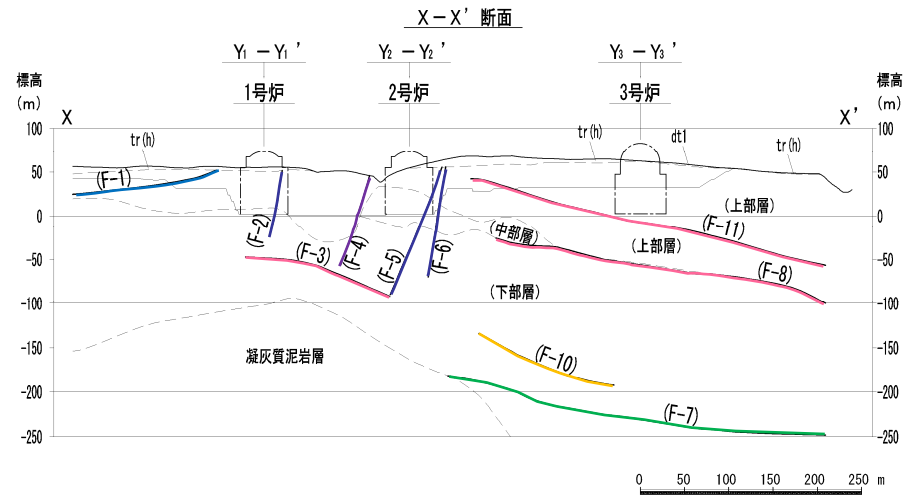 X－X’断面
Y₁－Y₁’ Y₂－Y₂’ Y₃－Y₃’
標高 1号炉 2号炉 3号炉 標高
(m) X X’ (m)
100 100
tr(h) tr(h) dt1 tr(h)
50 50
(F-1)
(上部層)
0 0
(F-2) (F-4) (F-5) (F-6) (中部層) (上部層) (F-11)
(F-3)
-50 -50
(F-8)
(下部層)
-100 -100
-150 凝灰質泥岩層 (F-10) -150
-200 -200
(F-7)
-250 -250
0 50 100 150 200 250 m